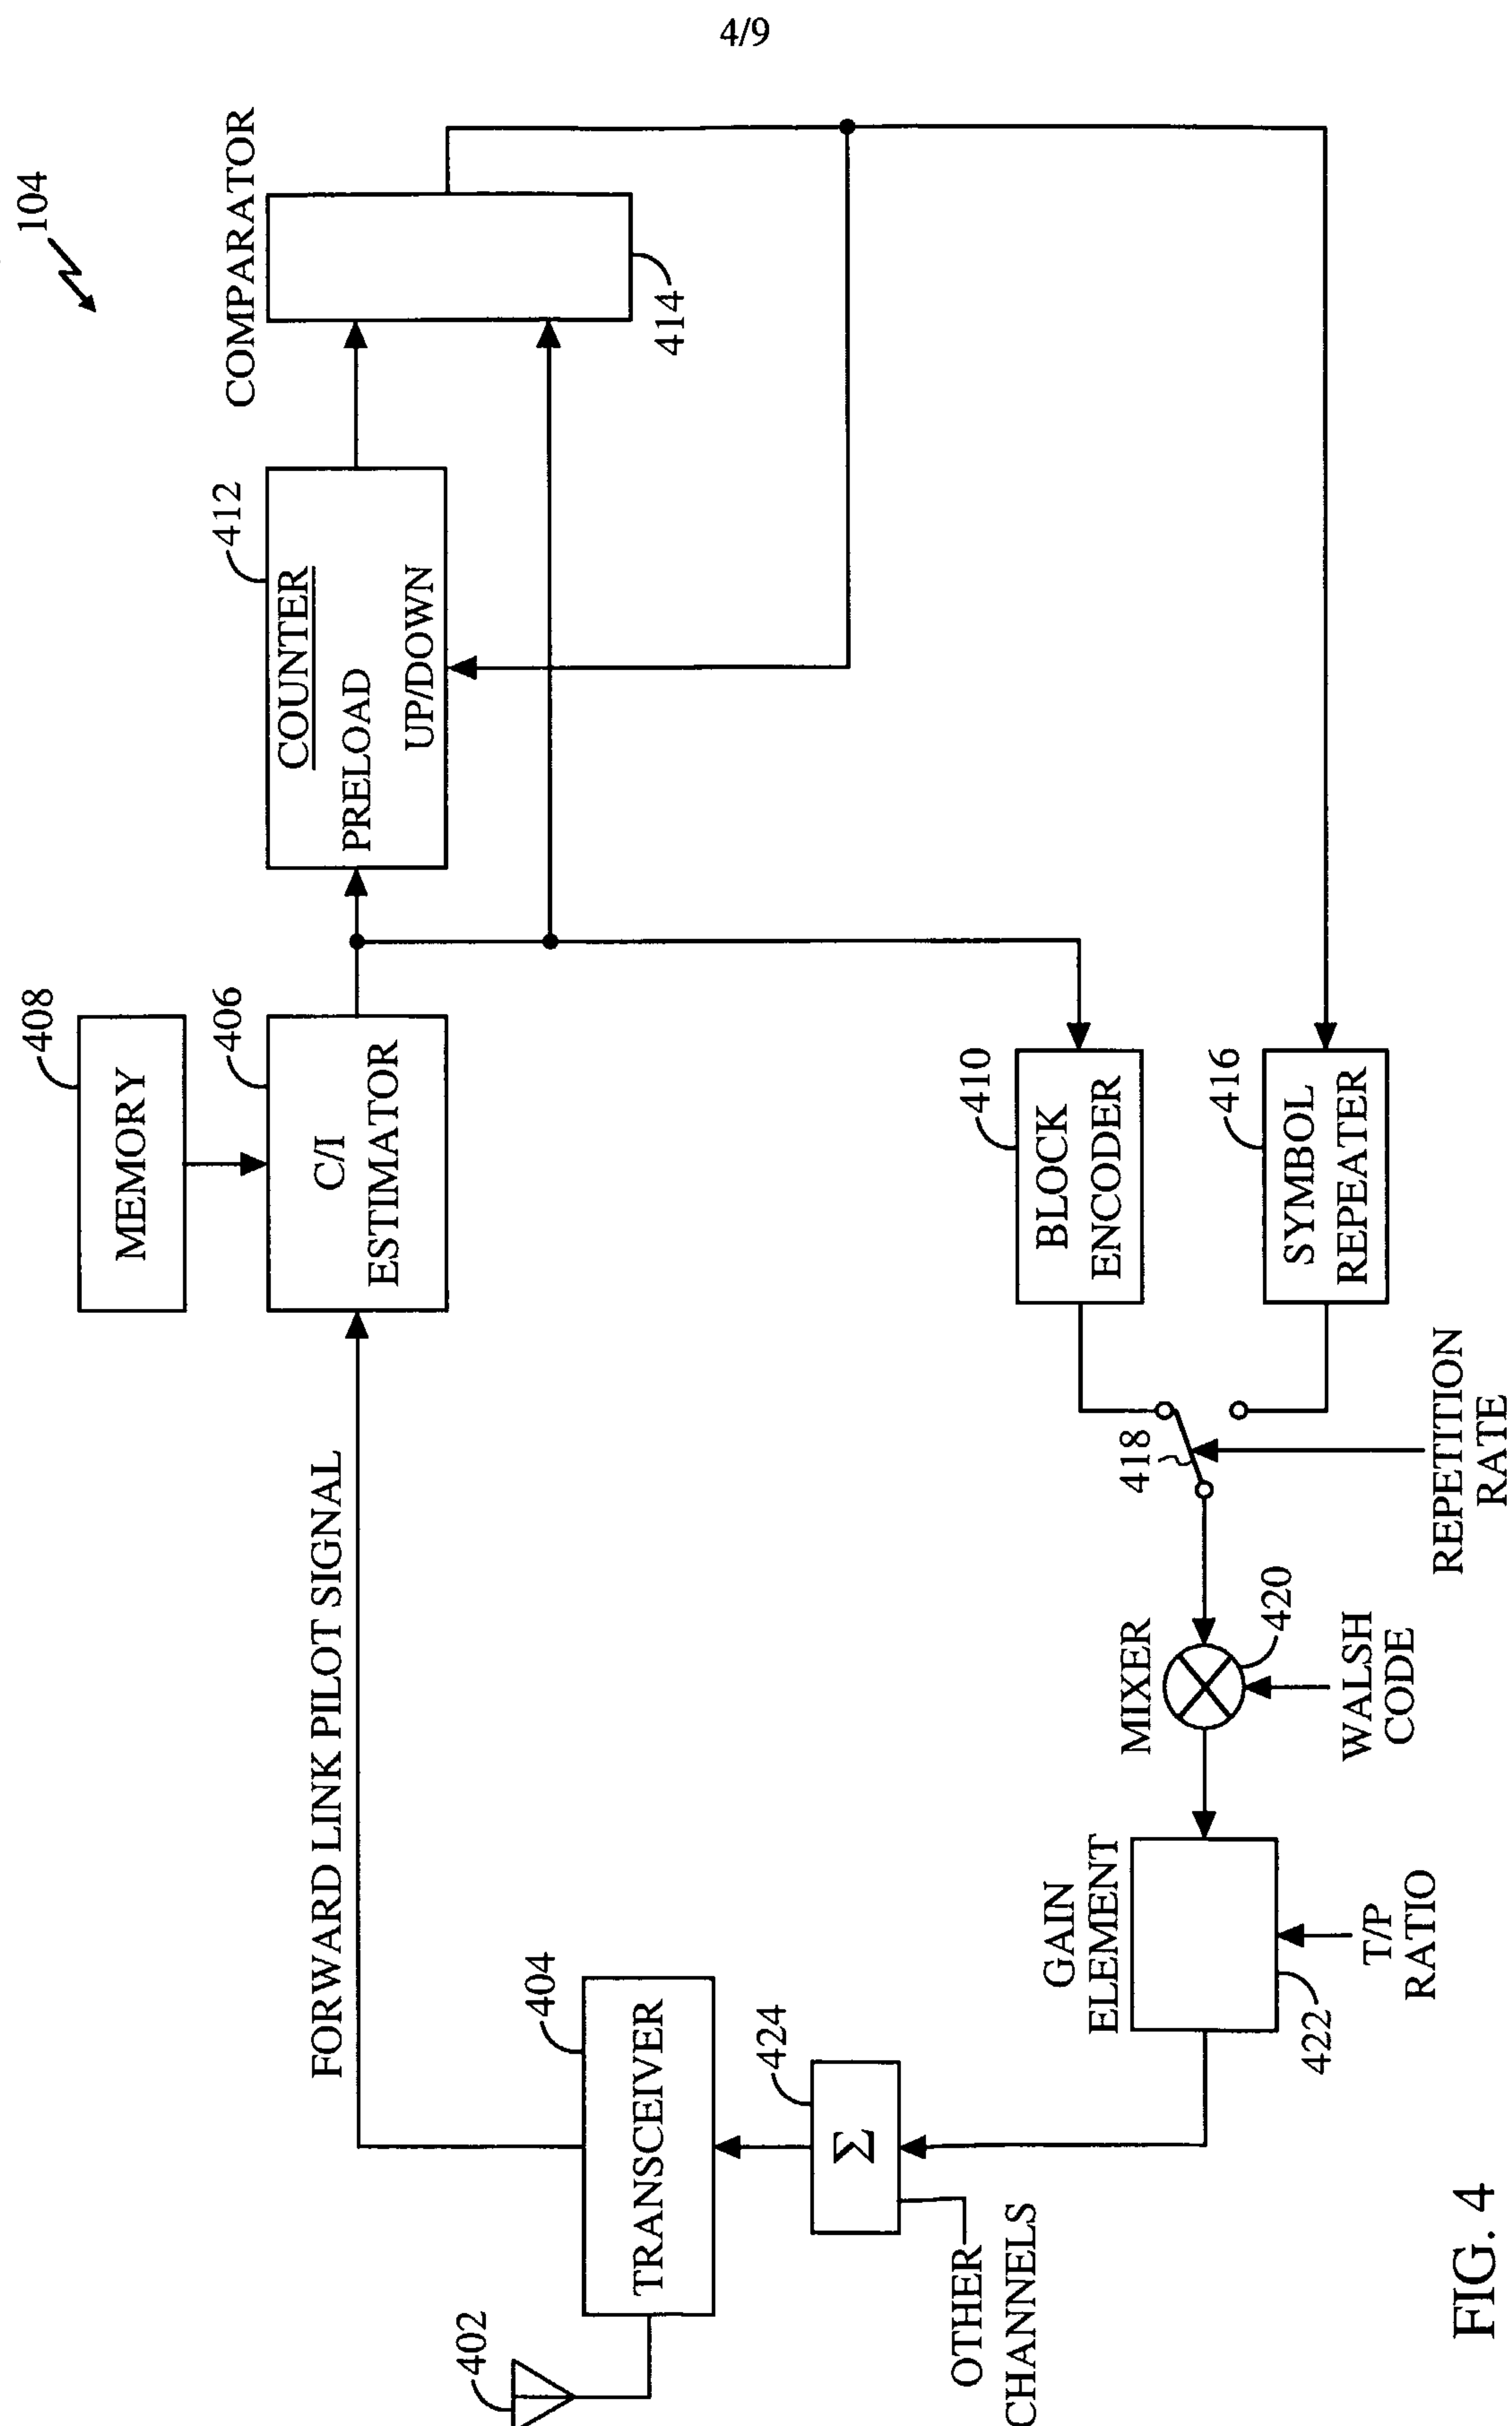 4/9
104
408
MEMORY
406
C/I
ESTIMATOR
412
COUNTER
PRELOAD
UP/DOWN
COMPARATOR
414
FORWARD LINK PILOT SIGNAL
402
404
TRANSCEIVER
424
Σ
OTHER
CHANNELS
GAIN
ELEMENT
422
T/P
RATIO
MIXER
420
WALSH
CODE
418
REPETITION
RATE
410
BLOCK
ENCODER
416
SYMBOL
REPEATER
FIG. 4